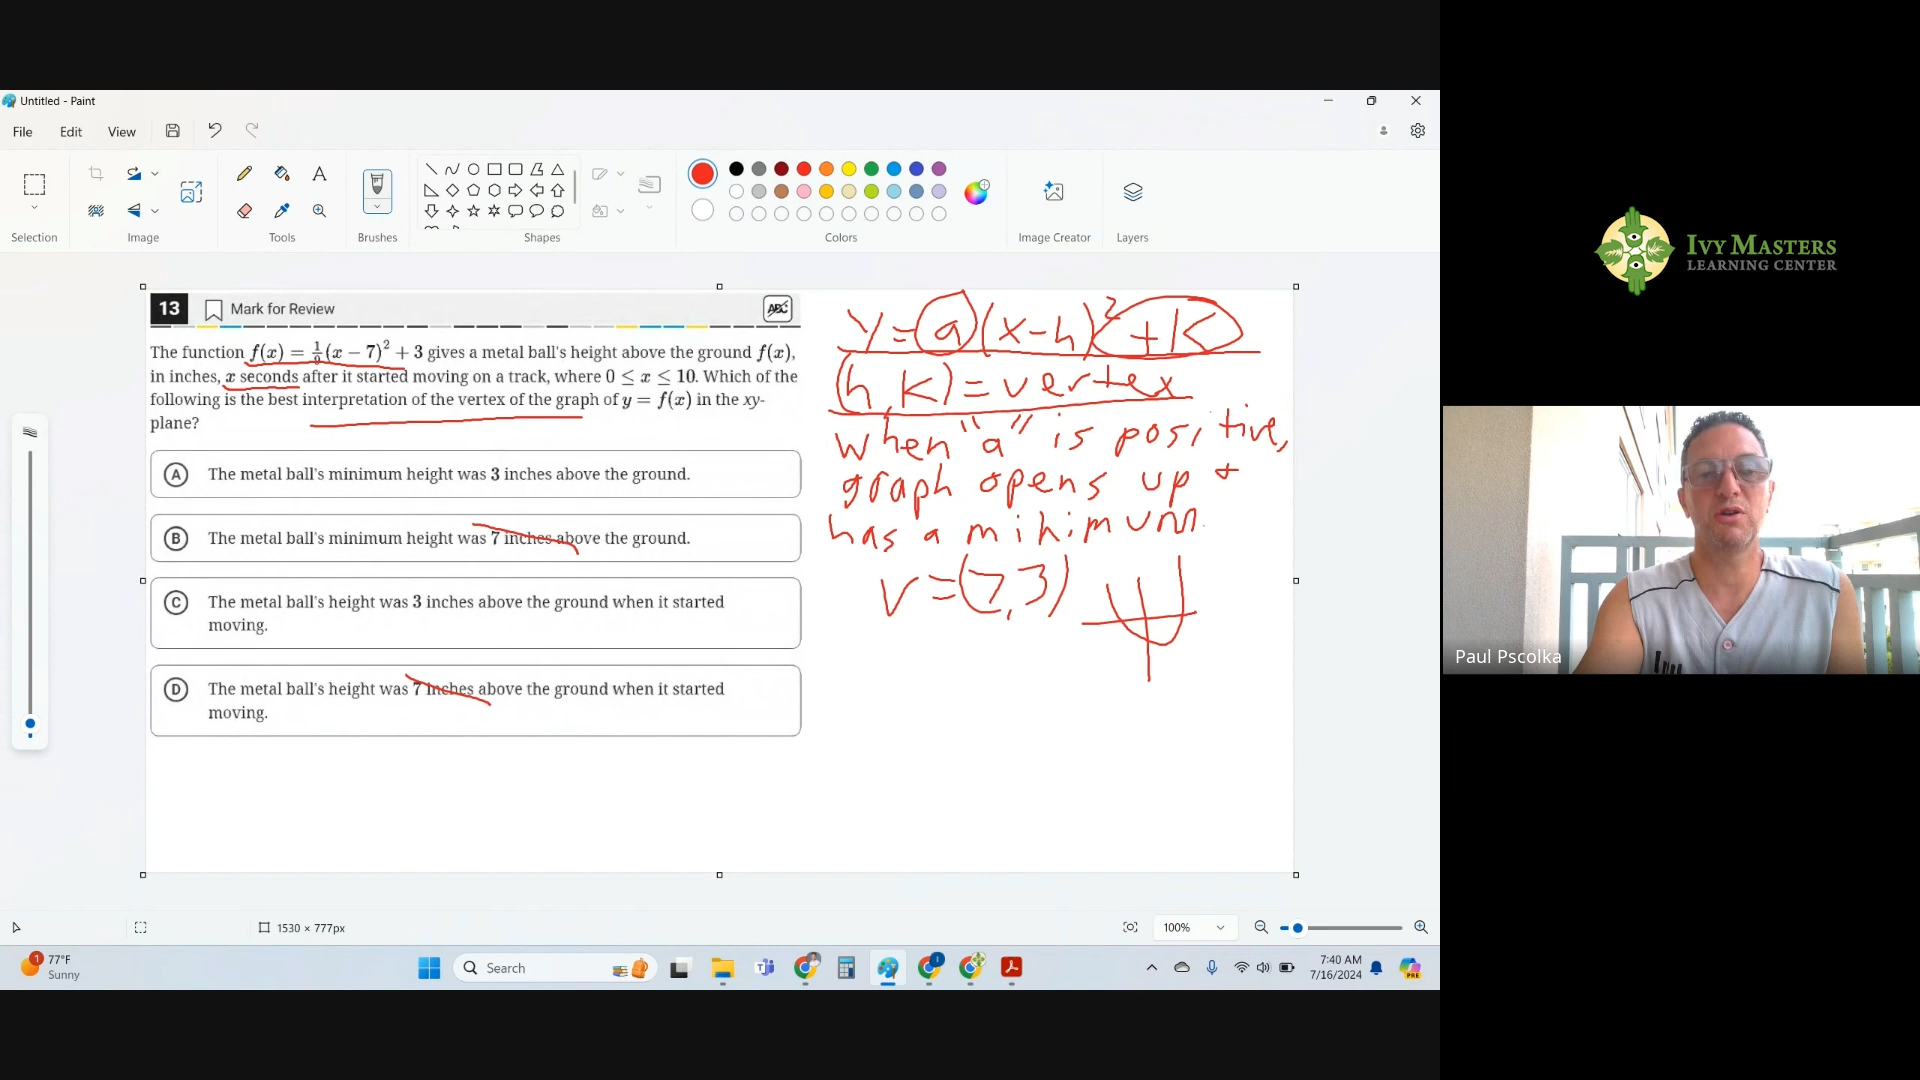 Untitled - Paint
File Edit View
Selection
Image
Tools
Brushes
Shapes
Colors
Image Creator
Layers
13 Mark for Review ABC
The function f(x) = 1/9(x − 7)² + 3 gives a metal ball's height above the ground f(x),
in inches, x seconds after it started moving on a track, where 0 ≤ x ≤ 10. Which of the
following is the best interpretation of the vertex of the graph of y = f(x) in the xy-
plane?
A The metal ball's minimum height was 3 inches above the ground.
B The metal ball's minimum height was 7 inches above the ground.
C The metal ball's height was 3 inches above the ground when it started
moving.
D The metal ball's height was 7 inches above the ground when it started
moving.
y = a(x-h)² + k
(h,k) = vertex
when "a" is positive,
graph opens up +
has a minimum.
V = (7,3)
IVY MASTERS
LEARNING CENTER
Paul Pscolka
1530 × 777px
100%
1
77°F
Sunny
Search
7:40 AM
7/16/2024
PRE